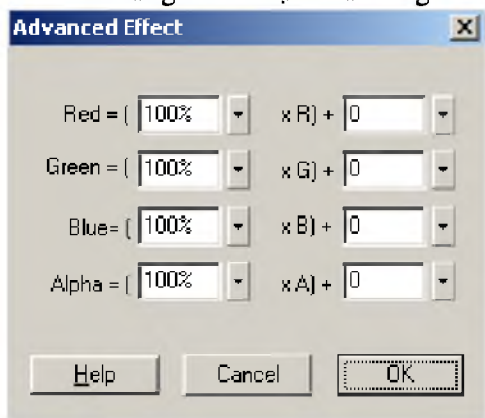 Advanced Effect
Red = ( 100% x R) + 0
Green = ( 100% x G) + 0
Blue= ( 100% x B) + 0
Alpha = ( 100% x A) + 0
Help Cancel OK